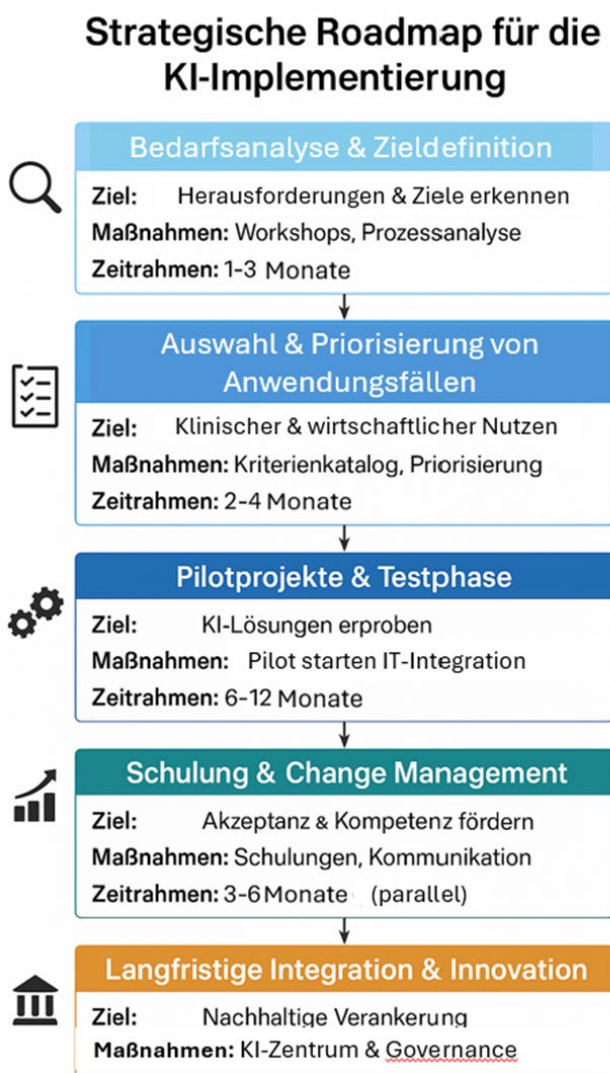 Strategische Roadmap für die
KI-Implementierung
Bedarfsanalyse & Zieldefinition
Ziel: Herausforderungen & Ziele erkennen
Maßnahmen: Workshops, Prozessanalyse
Zeitrahmen: 1-3 Monate
Auswahl & Priorisierung von
Anwendungsfällen
Ziel: Klinischer & wirtschaftlicher Nutzen
Maßnahmen: Kriterienkatalog, Priorisierung
Zeitrahmen: 2-4 Monate
Pilotprojekte & Testphase
Ziel: KI-Lösungen erproben
Maßnahmen: Pilot starten IT-Integration
Zeitrahmen: 6-12 Monate
Schulung & Change Management
Ziel: Akzeptanz & Kompetenz fördern
Maßnahmen: Schulungen, Kommunikation
Zeitrahmen: 3-6 Monate (parallel)
Langfristige Integration & Innovation
Ziel: Nachhaltige Verankerung
Maßnahmen: KI-Zentrum & Governance